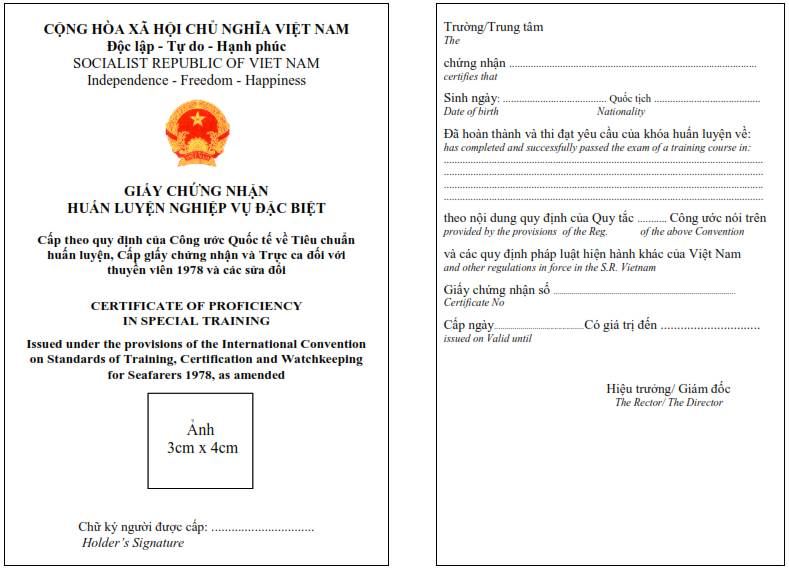 CỘNG HÒA XÃ HỘI CHỦ NGHĨA VIỆT NAM
Độc lập - Tự do - Hạnh phúc
SOCIALIST REPUBLIC OF VIET NAM
Independence - Freedom - Happiness
GIẤY CHỨNG NHẬN
HUẤN LUYỆN NGHIỆP VỤ ĐẶC BIỆT
Cấp theo quy định của Công ước Quốc tế về Tiêu chuẩn
huấn luyện, Cấp giấy chứng nhận và Trực ca đối với
thuyền viên 1978 và các sửa đổi
CERTIFICATE OF PROFICIENCY
IN SPECIAL TRAINING
Issued under the provisions of the International Convention
on Standards of Training, Certification and Watchkeeping
for Seafarers 1978, as amended
Ảnh
3cm x 4cm
Chữ ký người được cấp: ...............................
Holder's Signature
Trường/Trung tâm
The
chứng nhận ...........................................................................
certifies that
Sinh ngày: .................................... Quốc tịch .....................................
Date of birth Nationality
Đã hoàn thành và thi đạt yêu cầu của khóa huấn luyện về:
has completed and successfully passed the exam of a training course in:
....................................................................................................
....................................................................................................
....................................................................................................
....................................................................................................
theo nội dung quy định của Quy tắc ........... Công ước nói trên
provided by the provisions of the Reg. of the above Convention
và các quy định pháp luật hiện hành khác của Việt Nam
and other regulations in force in the S.R. Vietnam
Giấy chứng nhận số ............................................................
Certificate No
Cấp ngày..............................Có giá trị đến ..............................
issued on Valid until
Hiệu trưởng/ Giám đốc
The Rector/ The Director